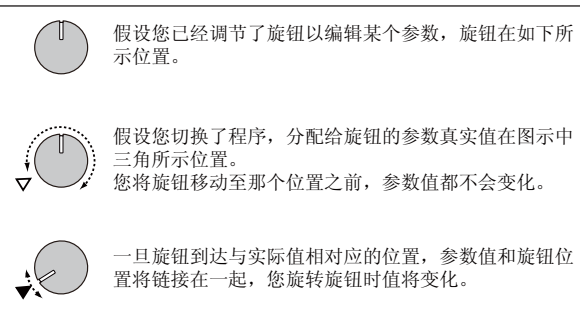 假设您已经调节了旋钮以编辑某个参数，旋钮在如下所
示位置。
假设您切换了程序，分配给旋钮的参数真实值在图示中
三角所示位置。
您将旋钮移动至那个位置之前，参数值都不会变化。
一旦旋钮到达与实际值相对应的位置，参数值和旋钮位
置将链接在一起，您旋转旋钮时值将变化。